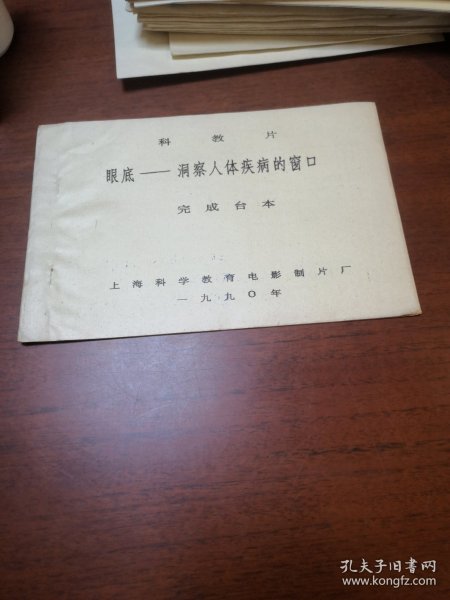 科教片
眼底——洞察人体疾病的窗口
完成台本
上海科学教育电影制片厂
一九九〇年
孔夫子旧书网
www.kongfz.com